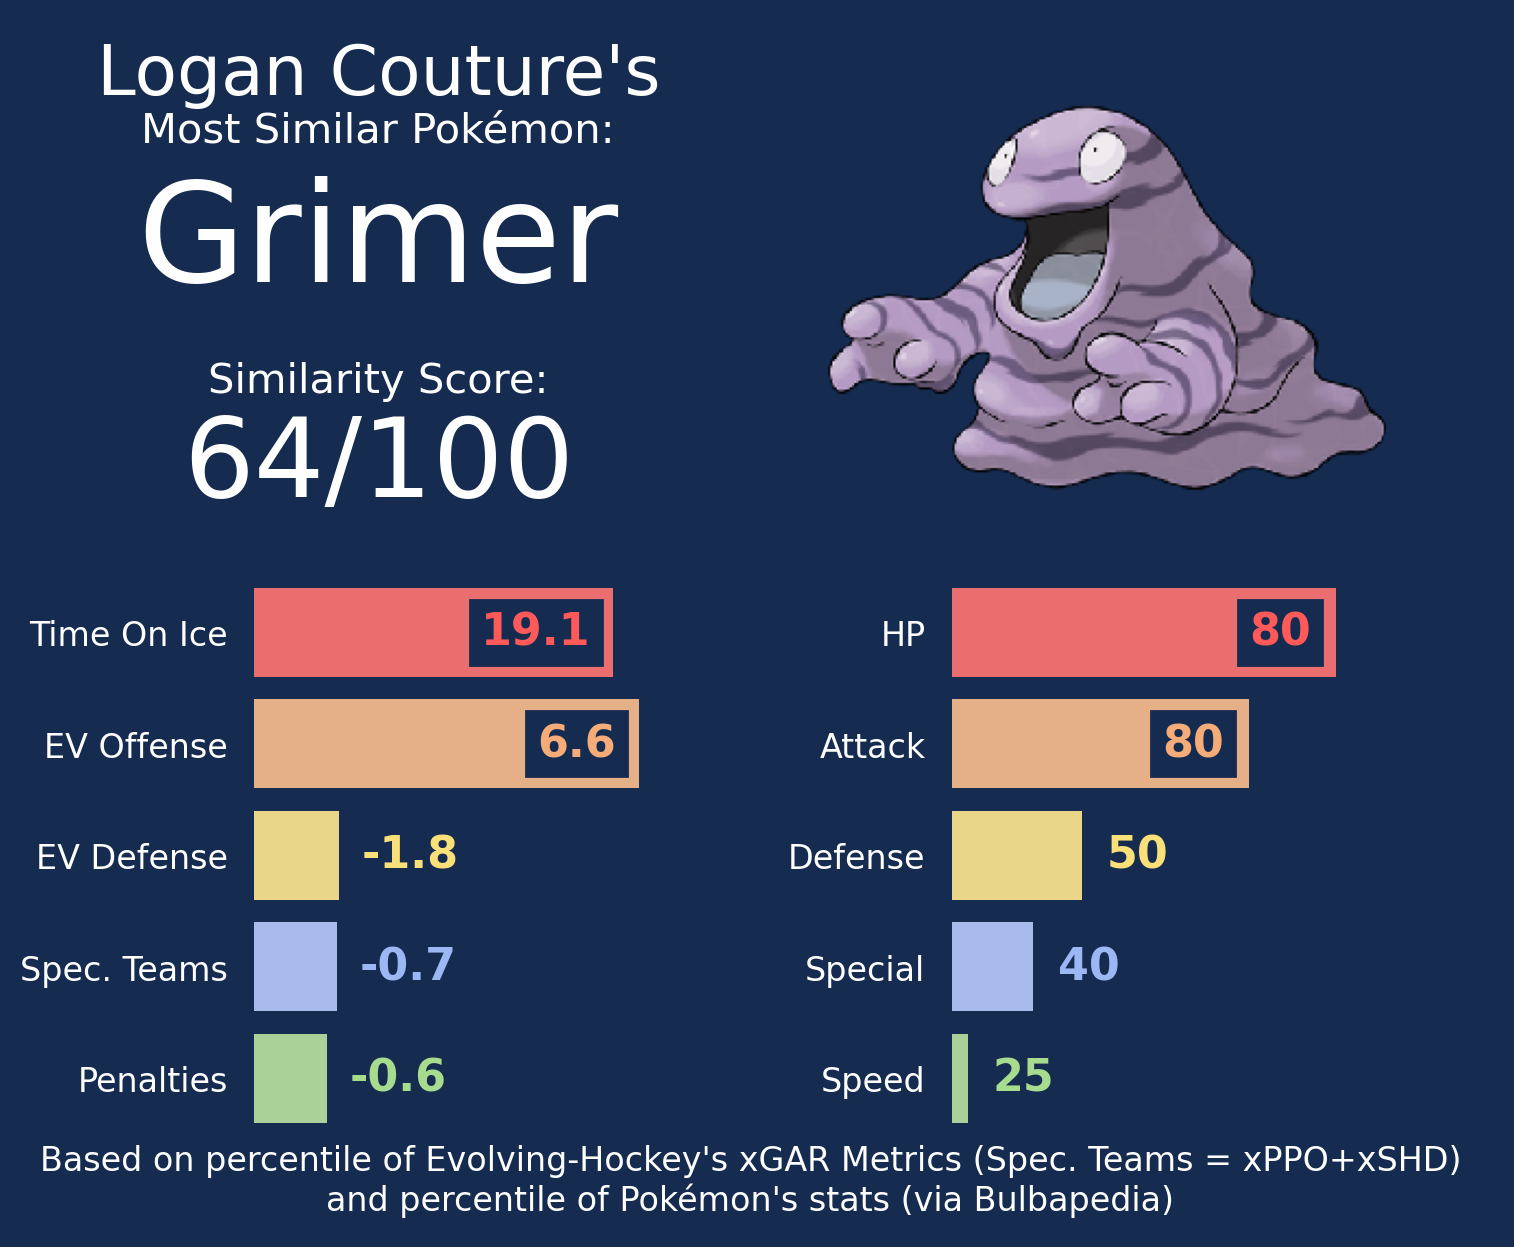 Logan Couture's
Most Similar Pokémon:
Grimer
Similarity Score:
64/100
Time On Ice 19.1
EV Offense 6.6
EV Defense -1.8
Spec. Teams -0.7
Penalties -0.6
HP 80
Attack 80
Defense 50
Special 40
Speed 25
Based on percentile of Evolving-Hockey's xGAR Metrics (Spec. Teams = xPPO+xSHD)
and percentile of Pokémon's stats (via Bulbapedia)